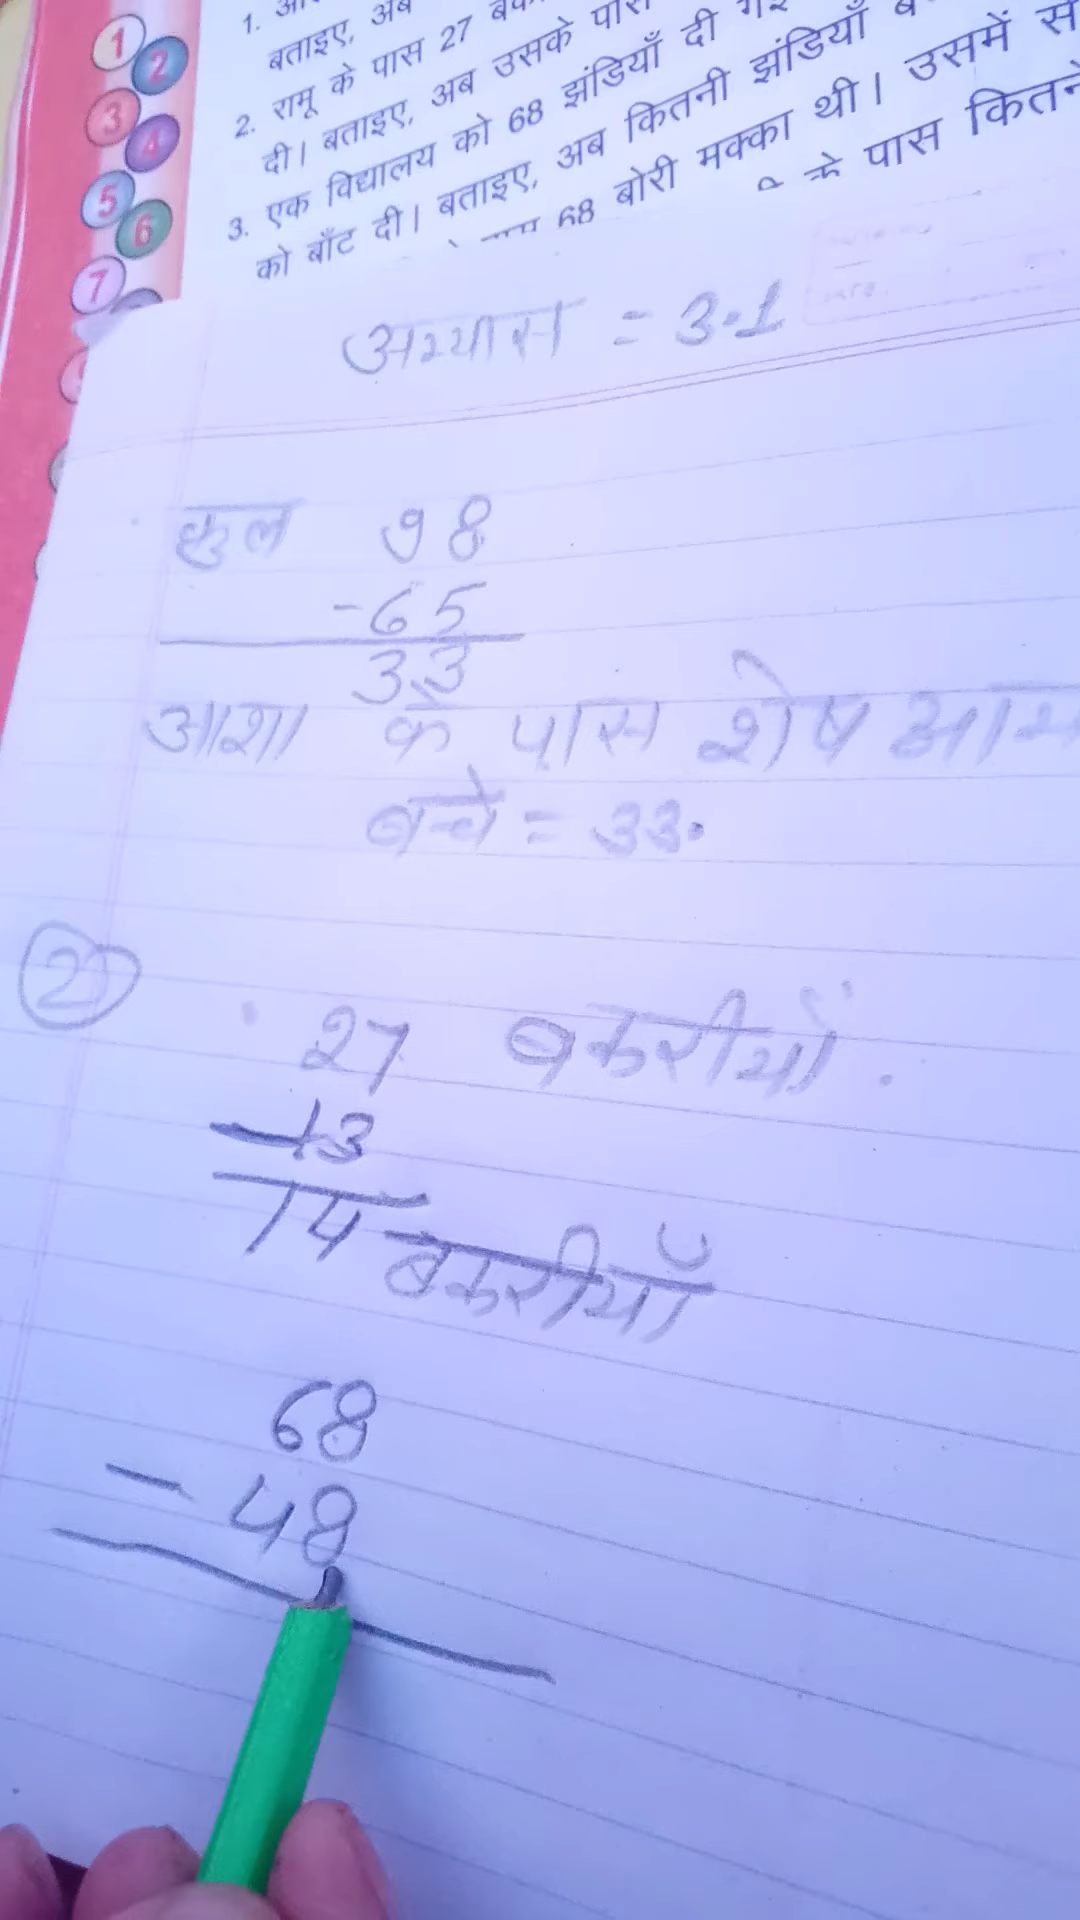 1
2
3
4
5
6
7
1.
बताइए, अब
2. रामू के पास 27
दी। बताइए, अब उसके पास
3. एक विद्यालय को 68 झंडियाँ दी
को बाँट दी। बताइए, अब कितनी झंडियाँ
68 बोरी मक्का थी। उसमें से
के पास कितने
अभ्यास = 3.1
कुल 98
-65
33
आशा के पास शेष आम
बचे = 33.
2
27 बकरीयाँ.
-13
14 बकरीयाँ
68
- 48